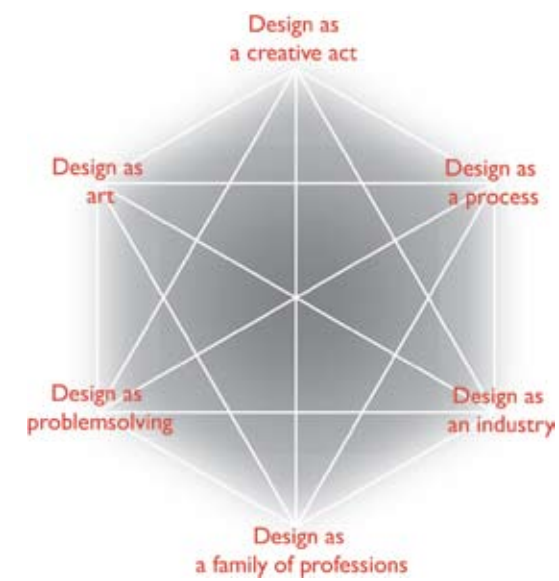 Design as
a creative act
Design as
art
Design as
a process
Design as
problemsolving
Design as
an industry
Design as
a family of professions